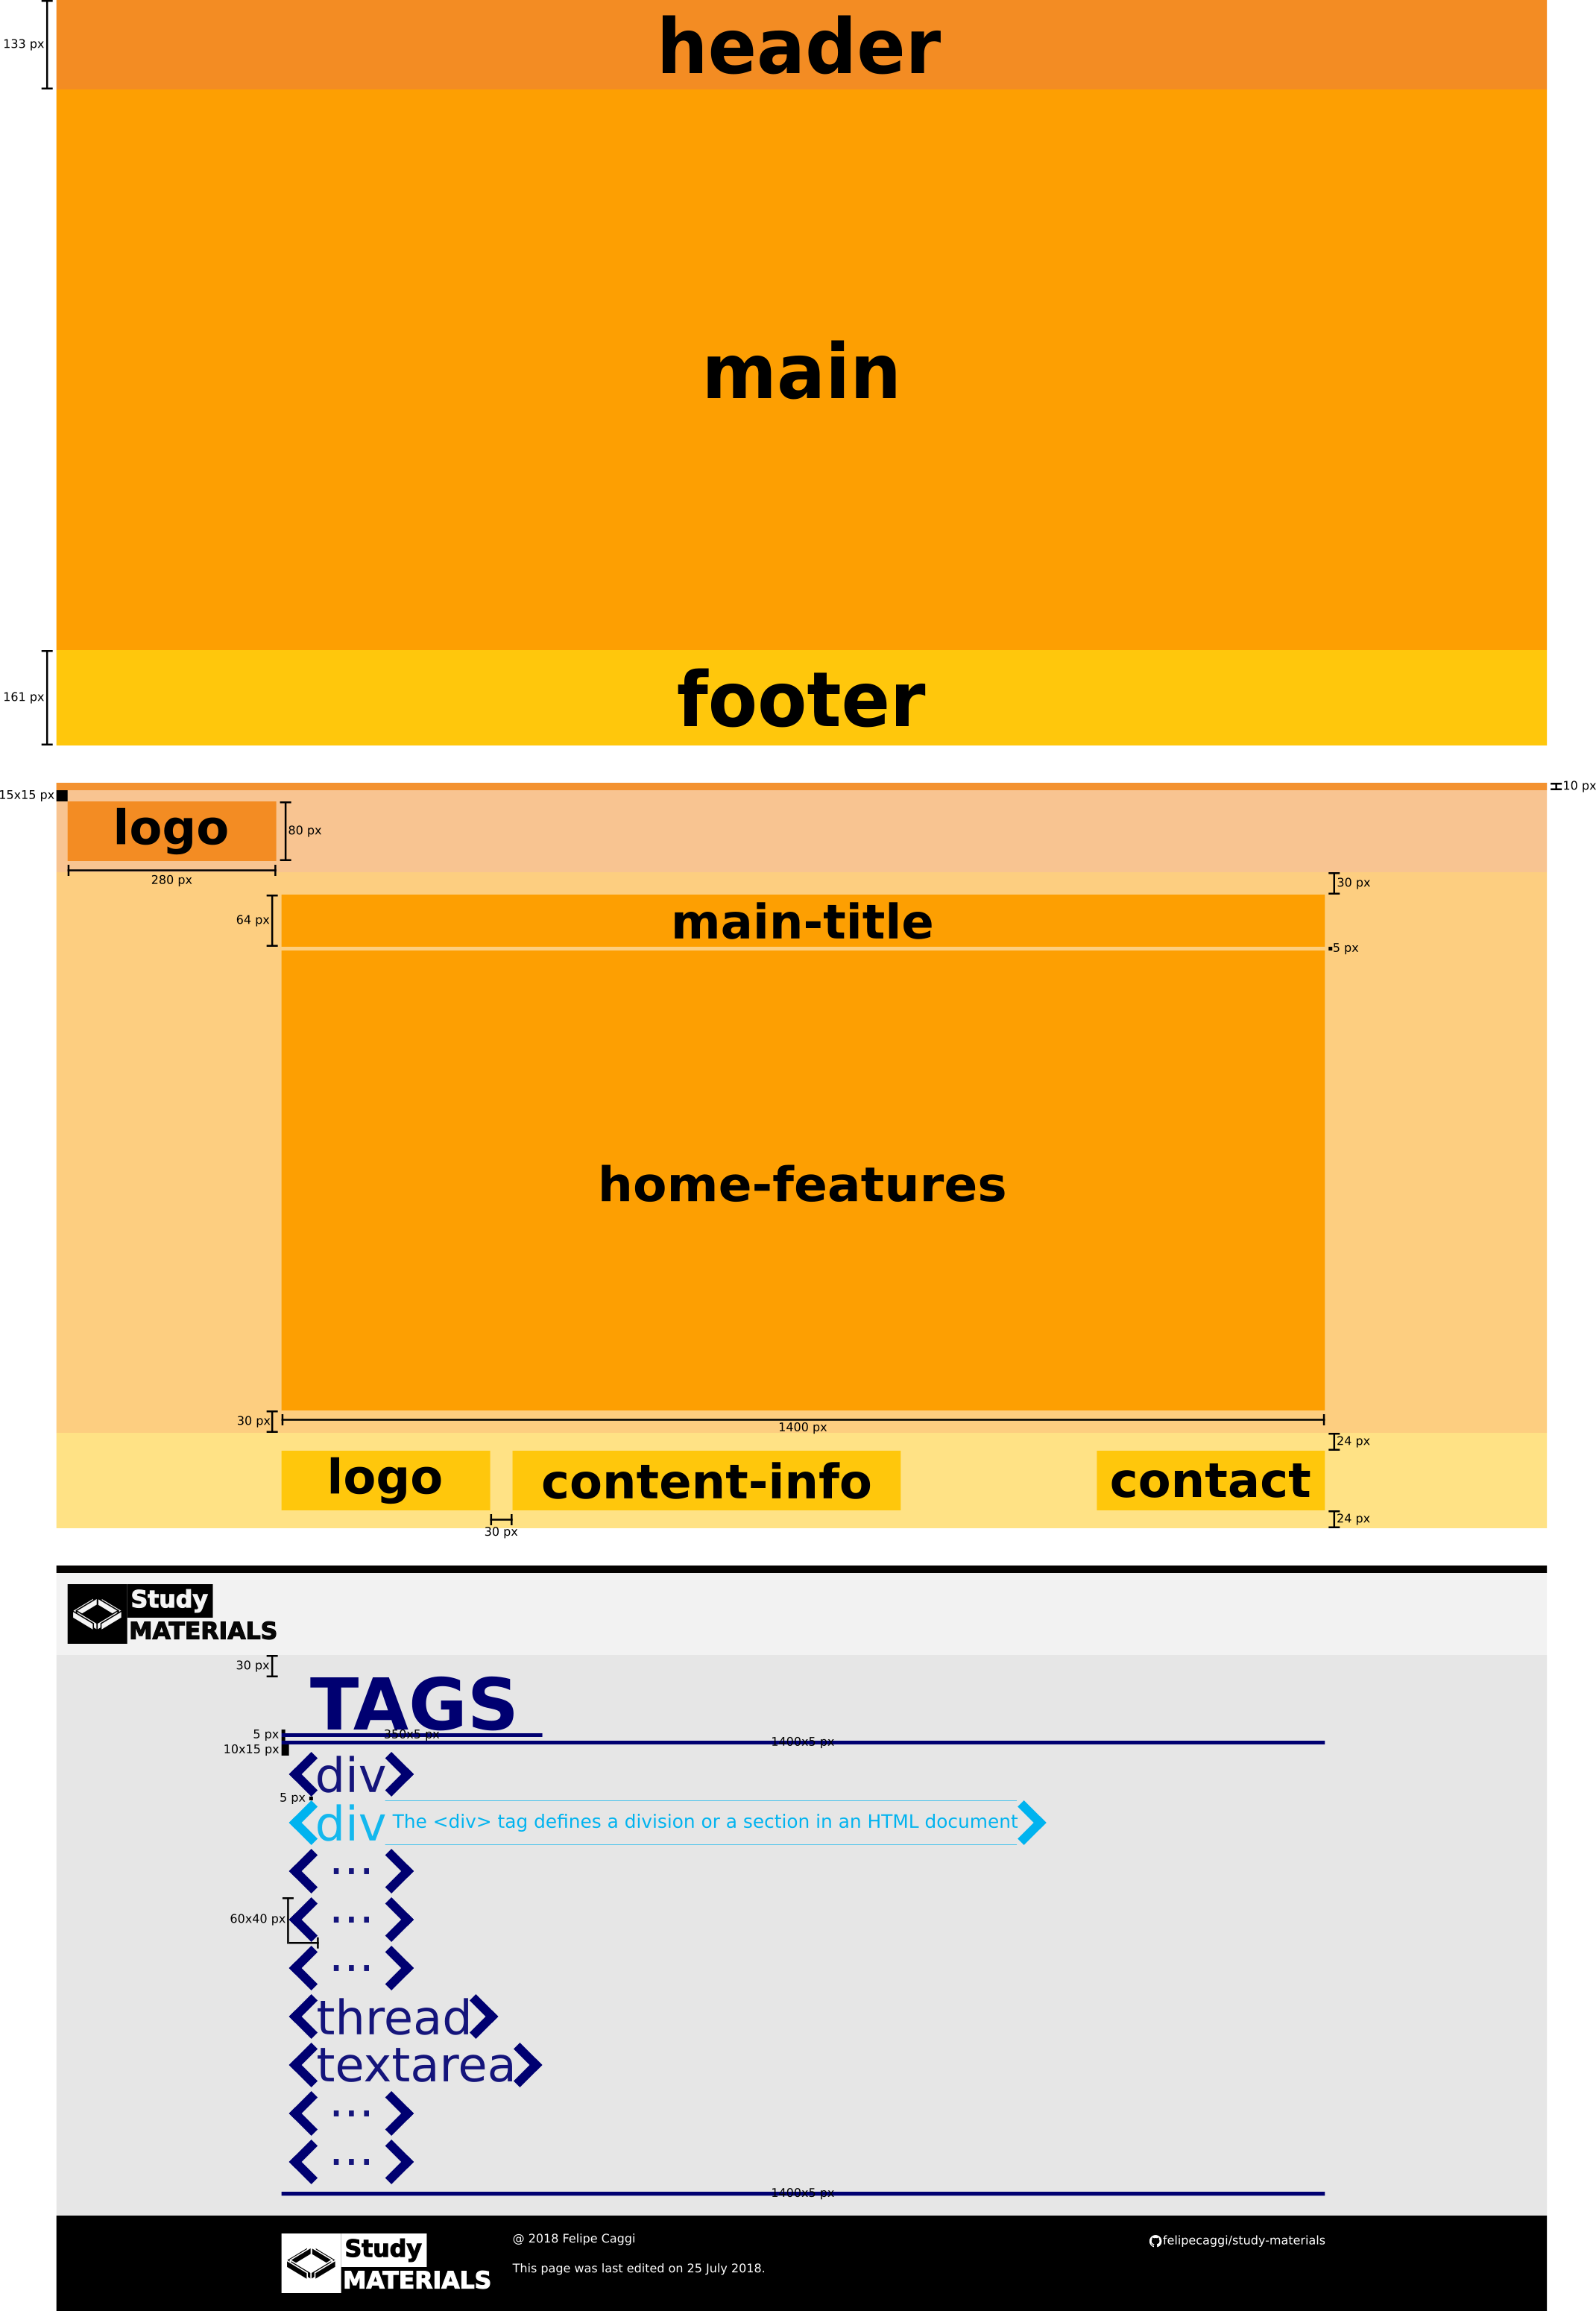 133 px
header
main
161 px
footer
10 px
15x15 px
logo
80 px
280 px
30 px
64 px
main-title
5 px
home-features
30 px
1400 px
24 px
logo
content-info
contact
24 px
30 px
Study
MATERIALS
30 px
TAGS
5 px
350x5 px
1400x5 px
10x15 px
div
5 px
div The <div> tag defines a division or a section in an HTML document
...
60x40 px
...
...
thread
textarea
...
...
1400x5 px
Study
MATERIALS
@ 2018 Felipe Caggi
felipecaggi/study-materials
This page was last edited on 25 July 2018.